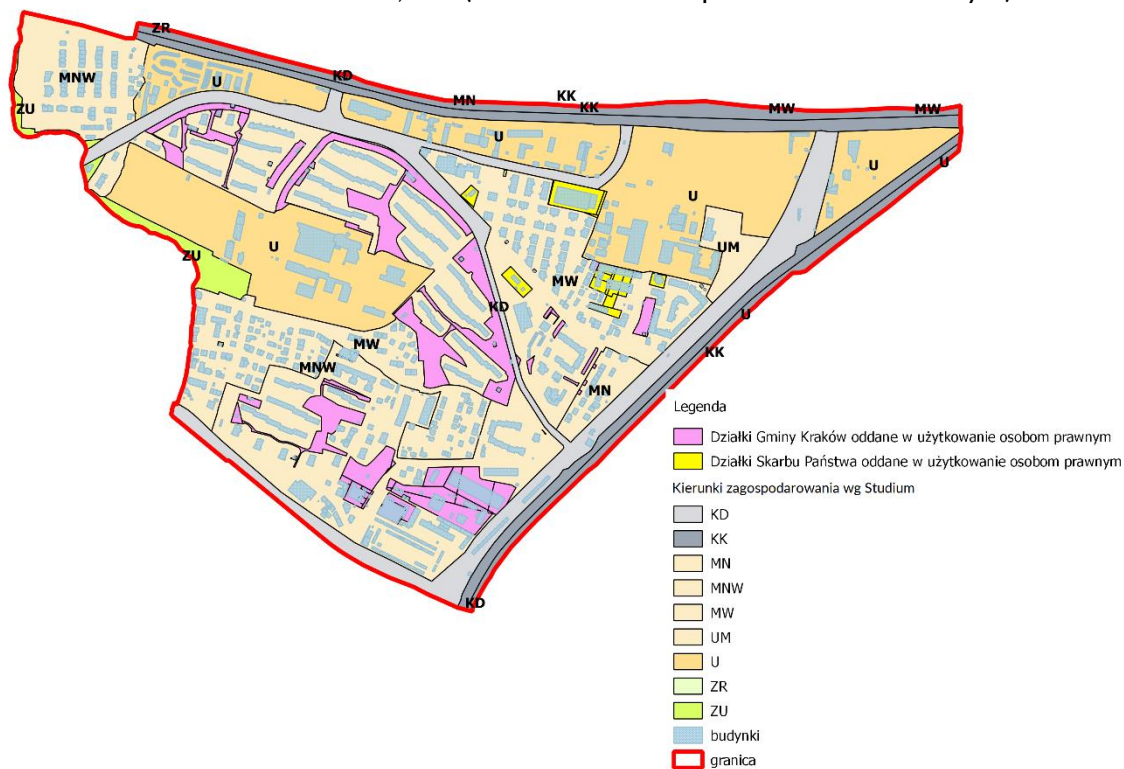 ZR
MNW
U
KD
MN
KK
KK
MW
MW
ZU
U
U
U
U
U
UM
ZU
MW
KD
U
MW
MNW
KK
MN
KD
Legenda
Działki Gminy Kraków oddane w użytkowanie osobom prawnym
Działki Skarbu Państwa oddane w użytkowanie osobom prawnym
Kierunki zagospodarowania wg Studium
KD
KK
MN
MNW
MW
UM
U
ZR
ZU
budynki
granica